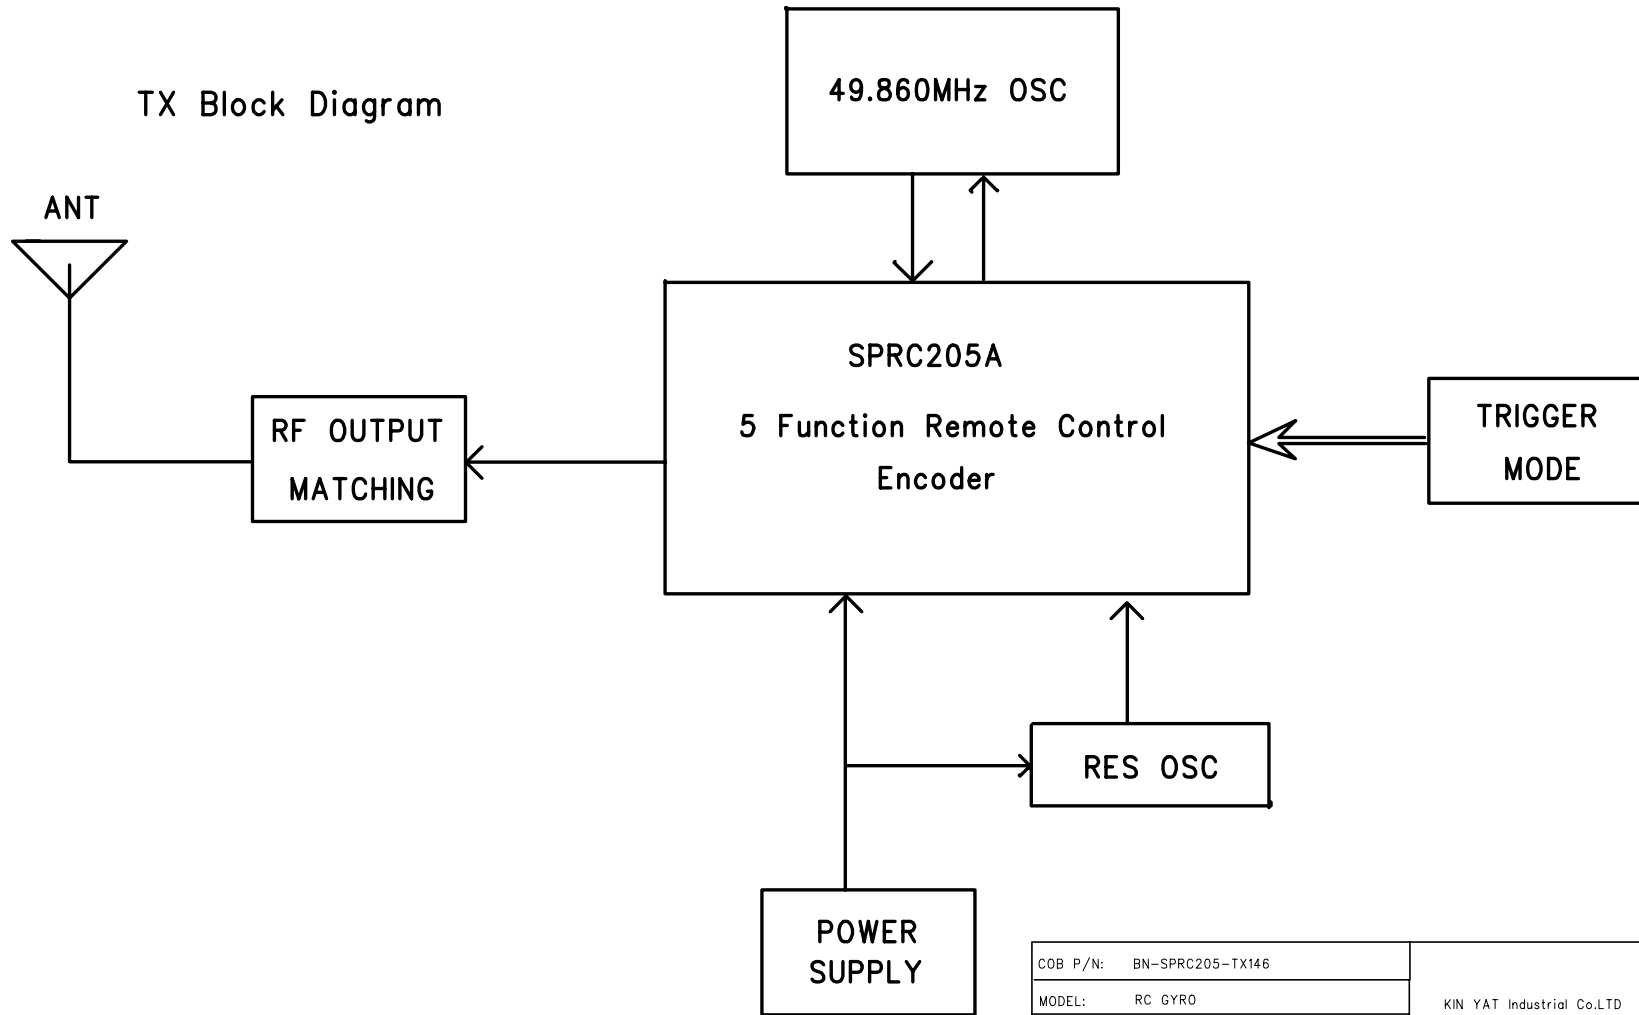 TX Block Diagram
49.860MHz OSC
ANT
SPRC205A
5 Function Remote Control
Encoder
RF OUTPUT
MATCHING
TRIGGER
MODE
RES OSC
POWER
SUPPLY
COB P/N: BN-SPRC205-TX146
MODEL: RC GYRO
KIN YAT Industrial Co.LTD